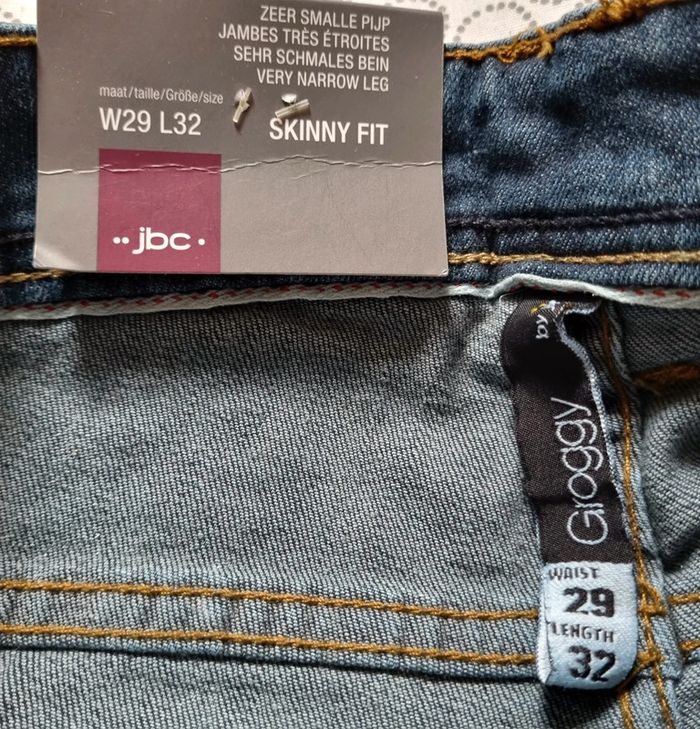 ZEER SMALLE PIJP
JAMBES TRÈS ÉTROITES
SEHR SCHMALES BEIN
VERY NARROW LEG
maat/taille/Größe/size
W29 L32
SKINNY FIT
jbc
by
Groggy
WAIST
29
LENGTH
32